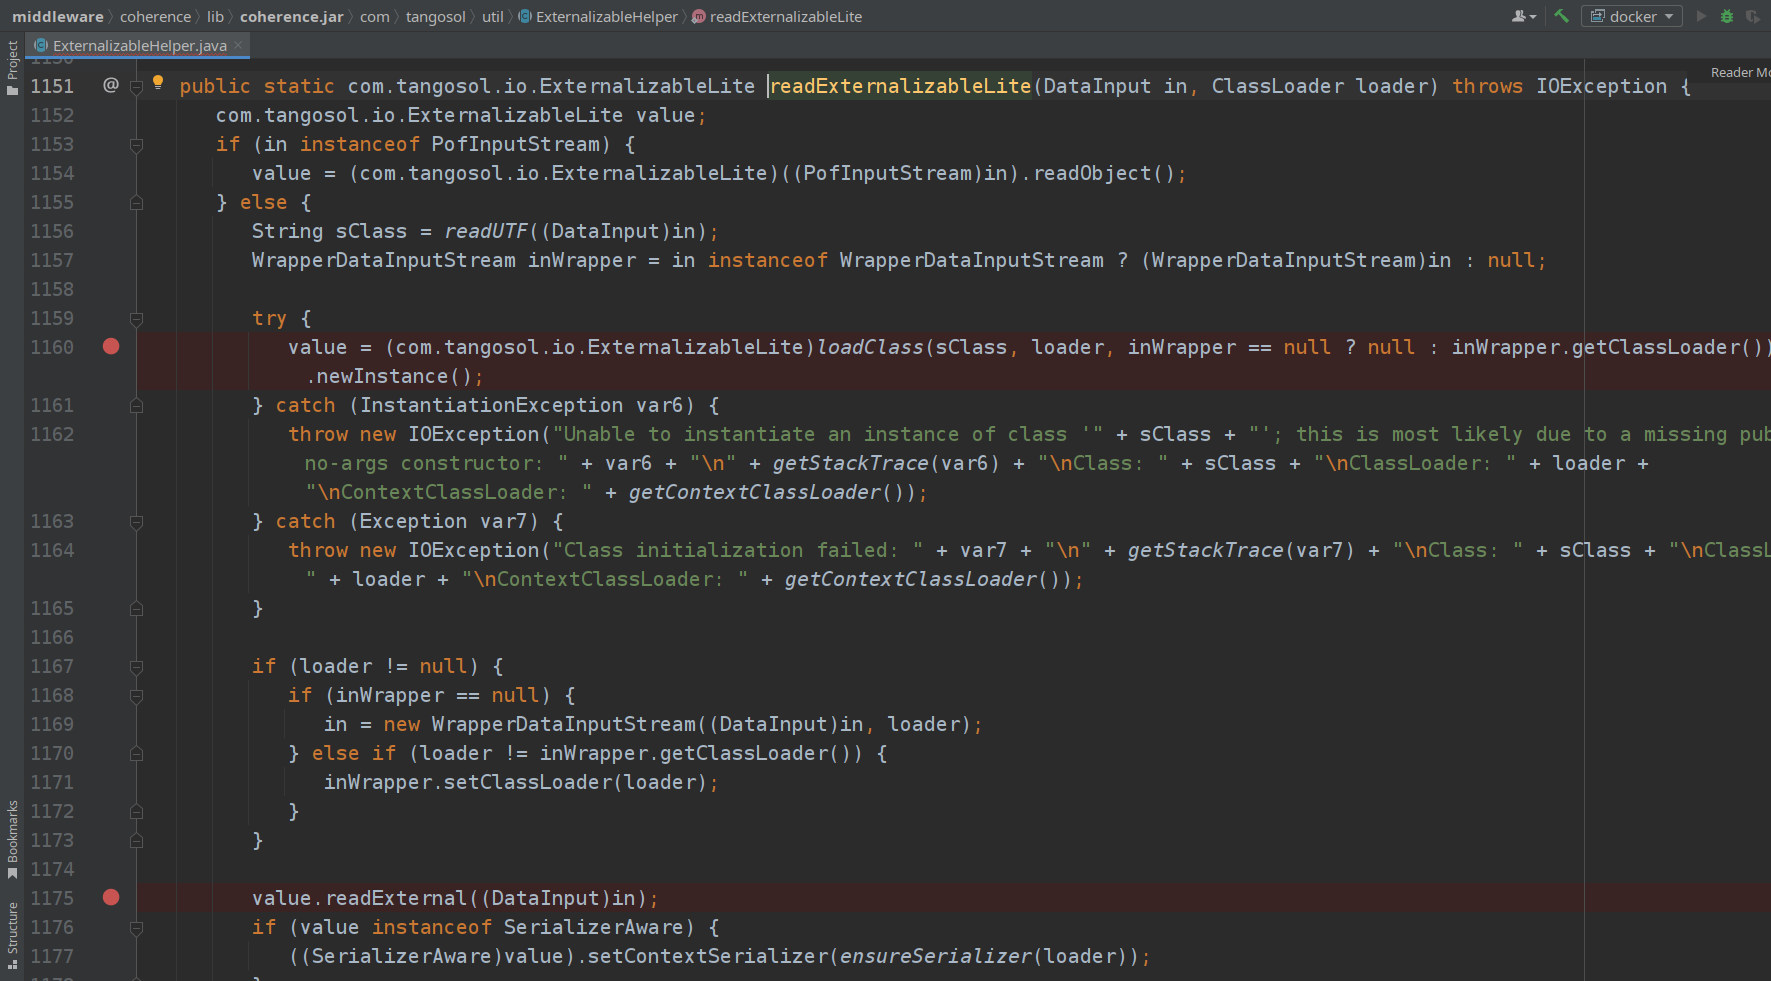 middleware coherence lib coherence.jar com tangosol util ExternalizableHelper readExternalizableLite docker
ExternalizableHelper.java
Project
Reader Mo
1151 @ public static com.tangosol.io.ExternalizableLite readExternalizableLite(DataInput in, ClassLoader loader) throws IOException {
1152 com.tangosol.io.ExternalizableLite value;
1153 if (in instanceof PofInputStream) {
1154 value = (com.tangosol.io.ExternalizableLite)((PofInputStream)in).readObject();
1155 } else {
1156 String sClass = readUTF((DataInput)in);
1157 WrapperDataInputStream inWrapper = in instanceof WrapperDataInputStream ? (WrapperDataInputStream)in : null;
1158
1159 try {
1160 value = (com.tangosol.io.ExternalizableLite)loadClass(sClass, loader, inWrapper == null ? null : inWrapper.getClassLoader())
.newInstance();
1161 } catch (InstantiationException var6) {
1162 throw new IOException("Unable to instantiate an instance of class '" + sClass + "'; this is most likely due to a missing pub
no-args constructor: " + var6 + "\n" + getStackTrace(var6) + "\nClass: " + sClass + "\nClassLoader: " + loader +
"\nContextClassLoader: " + getContextClassLoader());
1163 } catch (Exception var7) {
1164 throw new IOException("Class initialization failed: " + var7 + "\n" + getStackTrace(var7) + "\nClass: " + sClass + "\nClassL
" + loader + "\nContextClassLoader: " + getContextClassLoader());
1165 }
1166
1167 if (loader != null) {
1168 if (inWrapper == null) {
1169 in = new WrapperDataInputStream((DataInput)in, loader);
1170 } else if (loader != inWrapper.getClassLoader()) {
1171 inWrapper.setClassLoader(loader);
1172 }
1173 }
1174
1175 value.readExternal((DataInput)in);
1176 if (value instanceof SerializerAware) {
1177 ((SerializerAware)value).setContextSerializer(ensureSerializer(loader));
}
Bookmarks
Structure